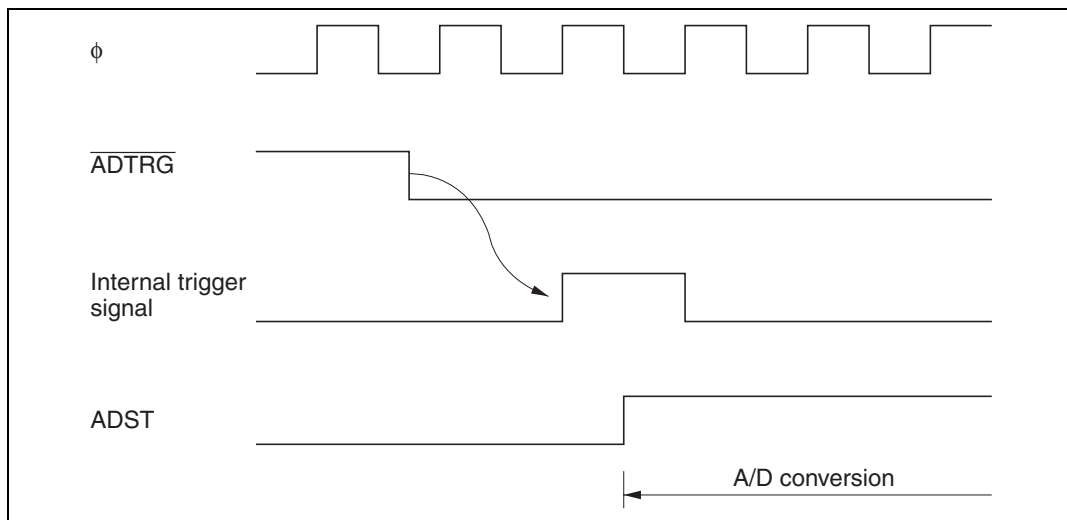 ϕ
ADTRG
Internal trigger
signal
ADST
A/D conversion